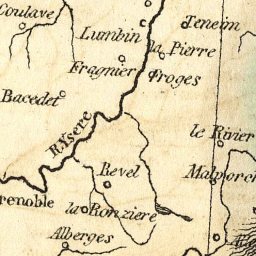 Coulave
Teneim
Lumbin
la Pierre
Fragnier
Froges
Bacedet
R. Ysere
le Rivier
Revel
Malporch
renoble
la Ronziere
Alberges